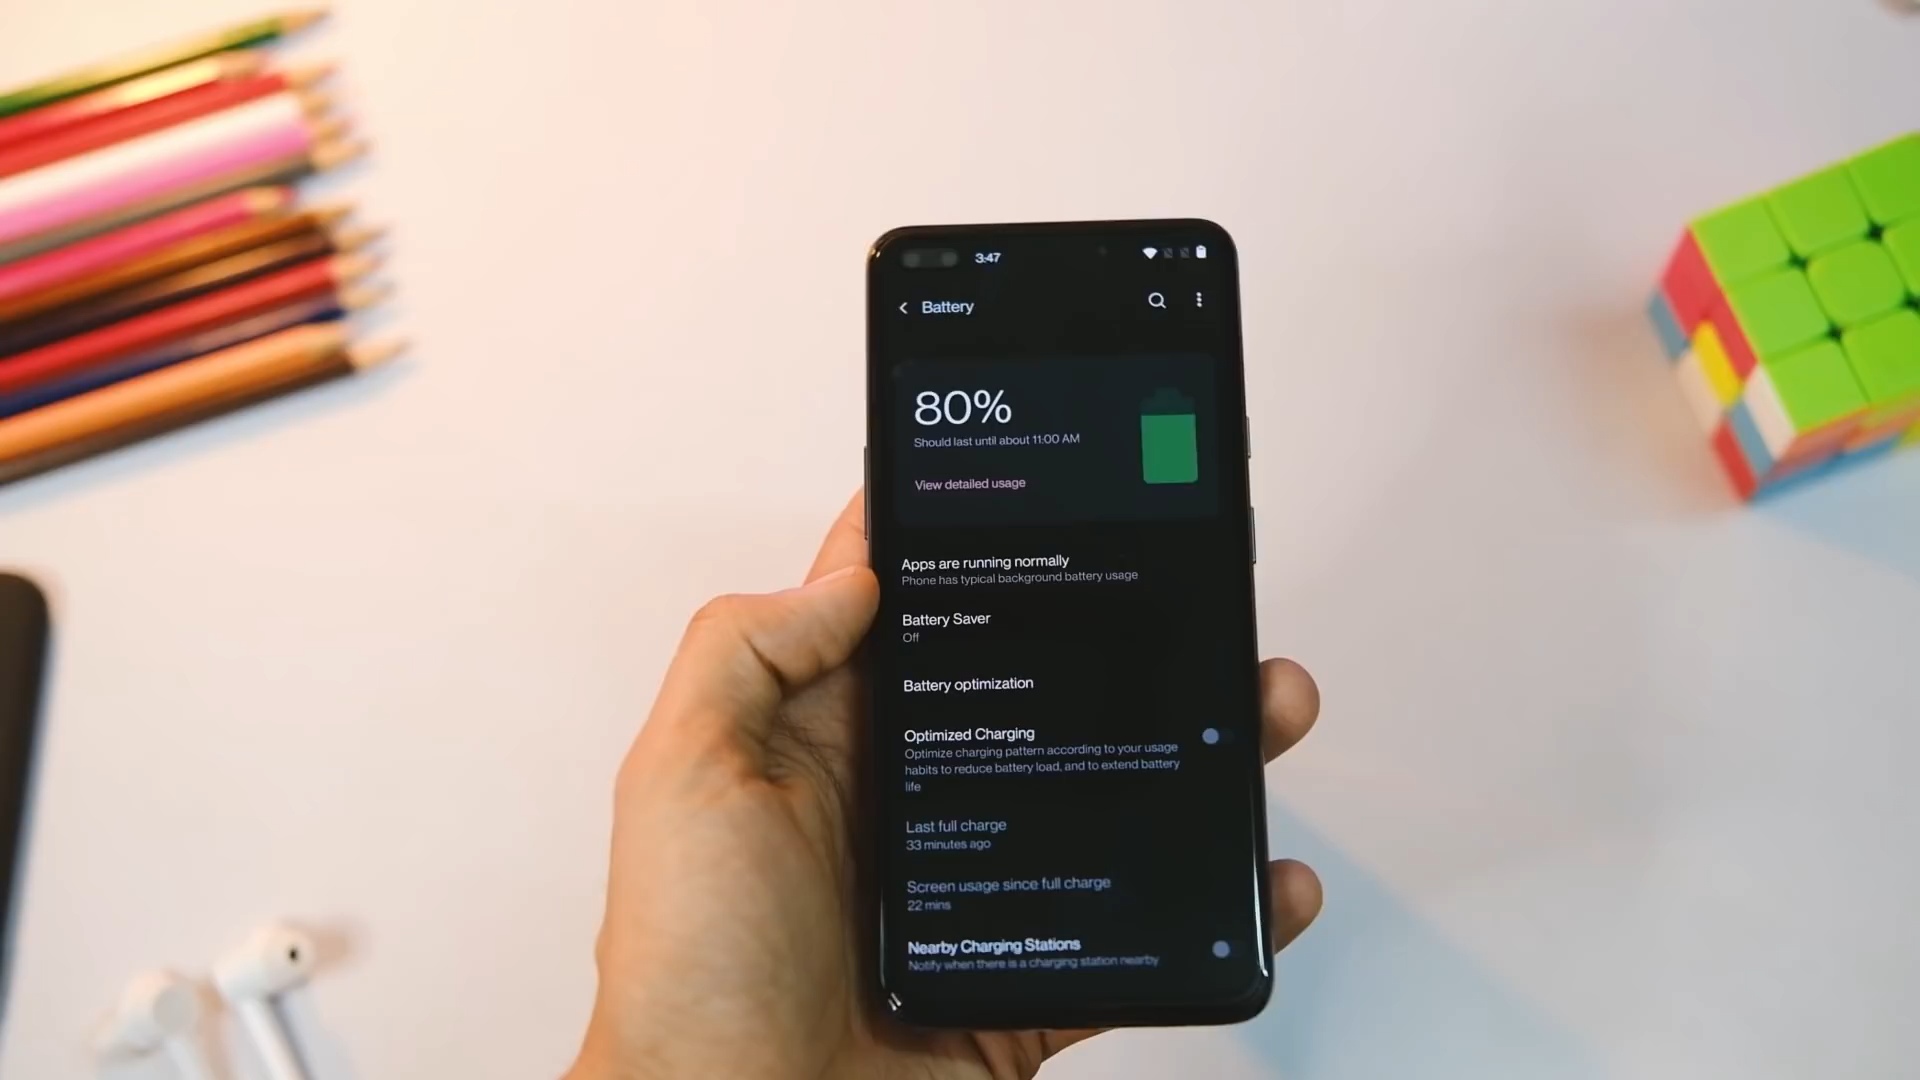 3:47
Battery
80%
Should last until about 11:00 AM
View detailed usage
Apps are running normally
Phone has typical background battery usage
Battery Saver
Off
Battery optimization
Optimized Charging
Optimize charging pattern according to your usage
habits to reduce battery load, and to extend battery
life
Last full charge
33 minutes ago
Screen usage since full charge
22 mins
Nearby Charging Stations
Notify when there is a charging station nearby